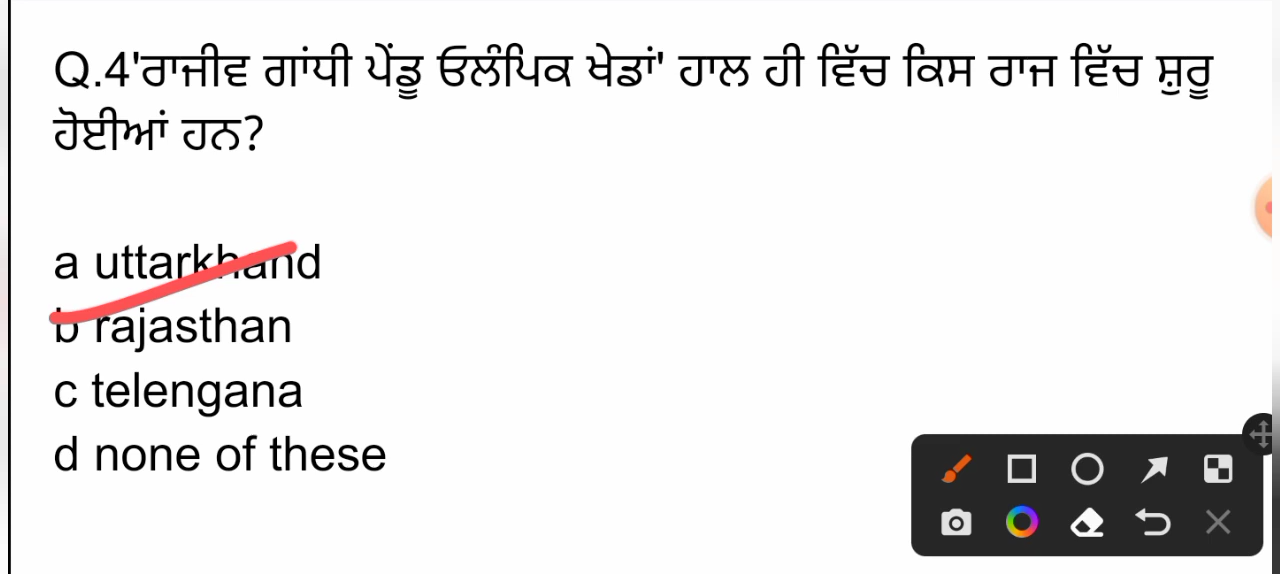 Q.4'ਰਾਜੀਵ ਗਾਂਧੀ ਪੇਂਡੂ ਓਲੰਪਿਕ ਖੇਡਾਂ' ਹਾਲ ਹੀ ਵਿੱਚ ਕਿਸ ਰਾਜ ਵਿੱਚ ਸ਼ੁਰੂ
ਹੋਈਆਂ ਹਨ?
a uttarkhand
b rajasthan
c telengana
d none of these